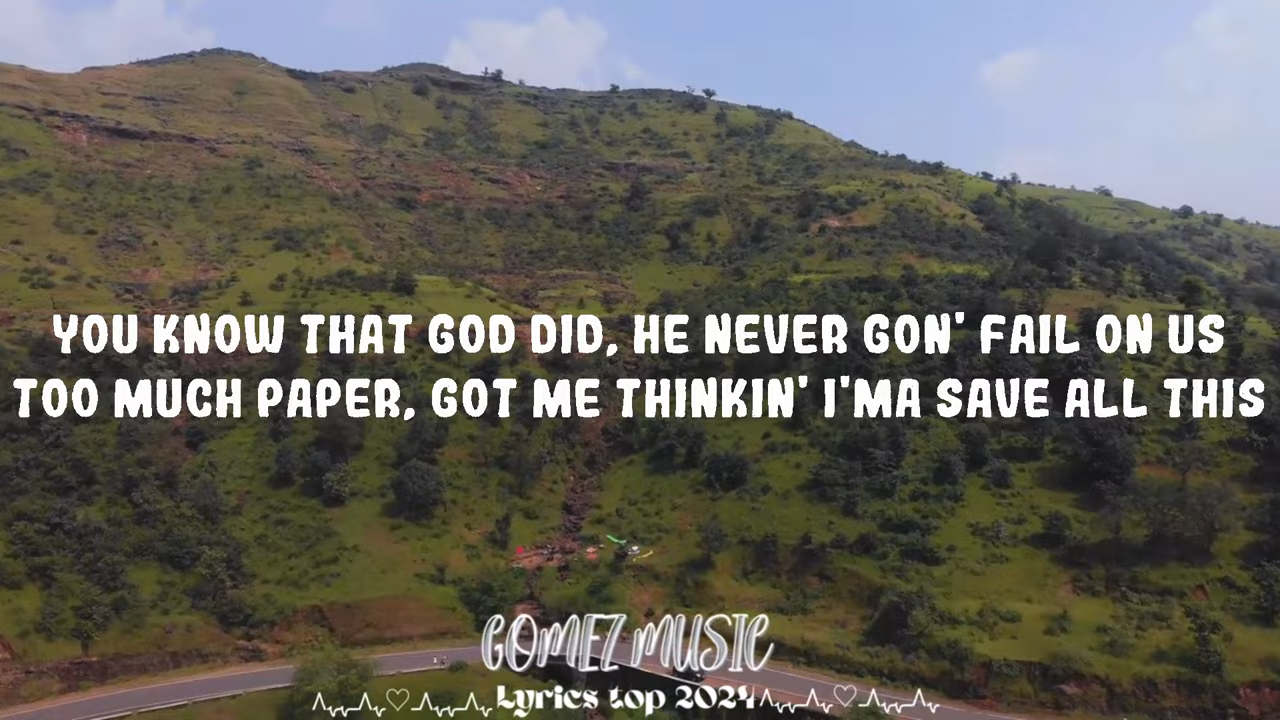 YOU KNOW THAT GOD DID, HE NEVER GON' FAIL ON US
TOO MUCH PAPER, GOT ME THINKIN' I'MA SAVE ALL THIS
GOMEZ MUSIC
Lyrics top 2024